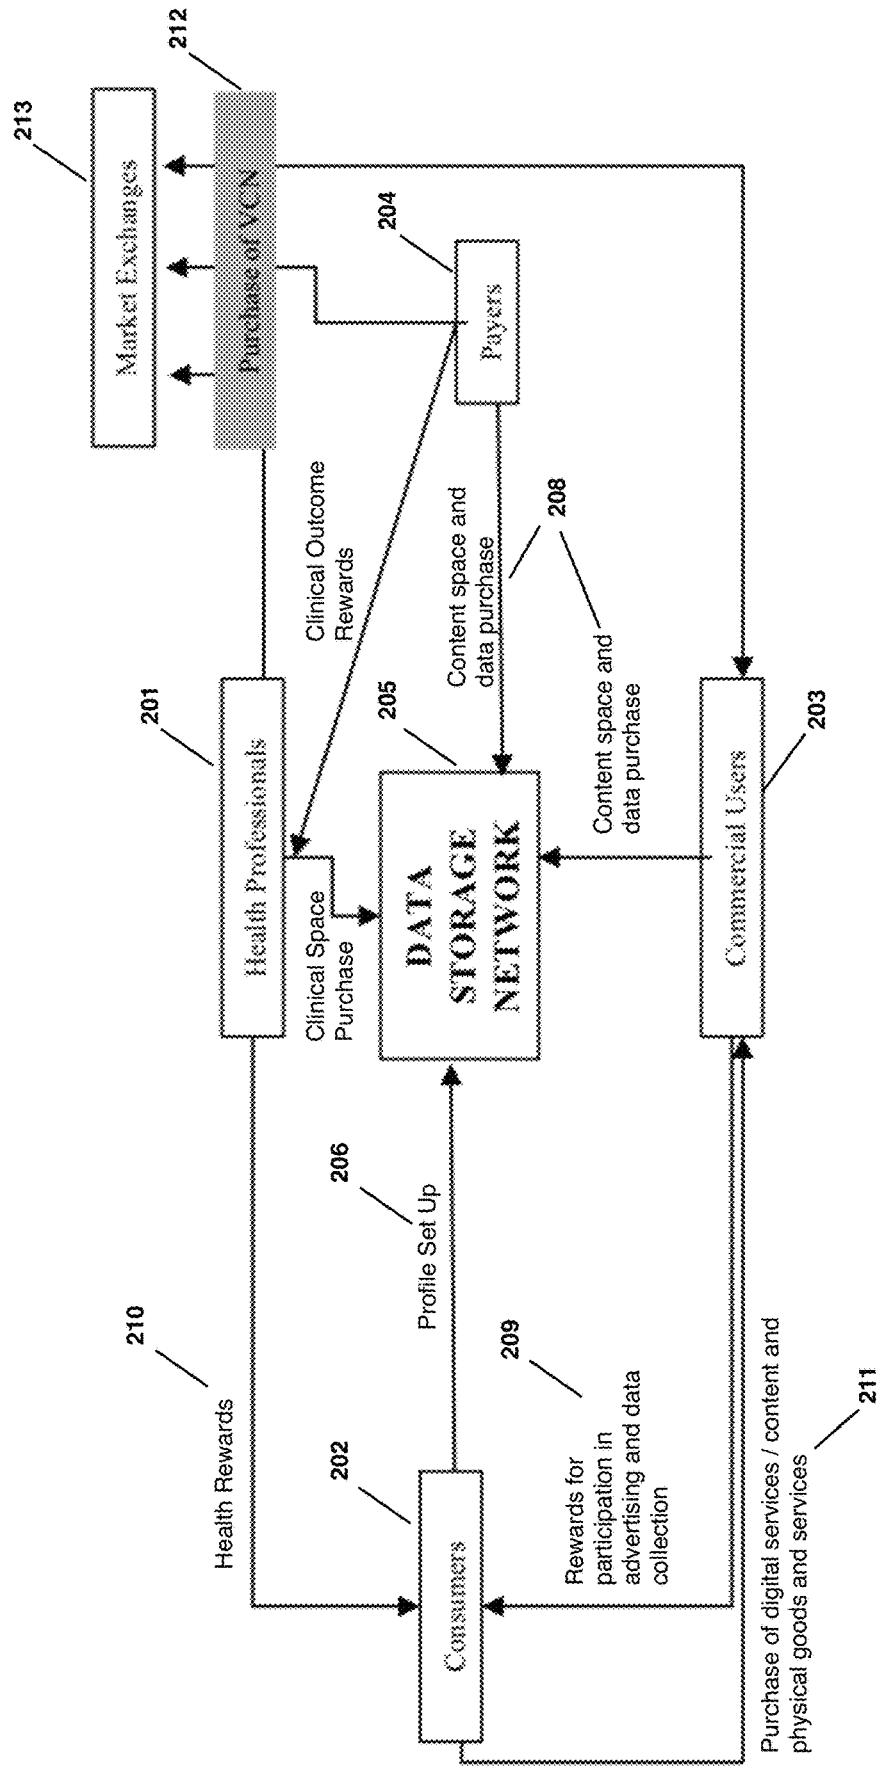 213
212
Market Exchanges
Purchase of VCN
204
Payers
Clinical Outcome
Rewards
Content space and
data purchase
208
Content space and
data purchase
201
Health Professionals
205
DATA
STORAGE
NETWORK
Clinical Space
Purchase
203
Commercial Users
206
Profile Set Up
210
Health Rewards
209
Rewards for
participation in
advertising and data
collection
202
Consumers
Purchase of digital services / content and
physical goods and services
211